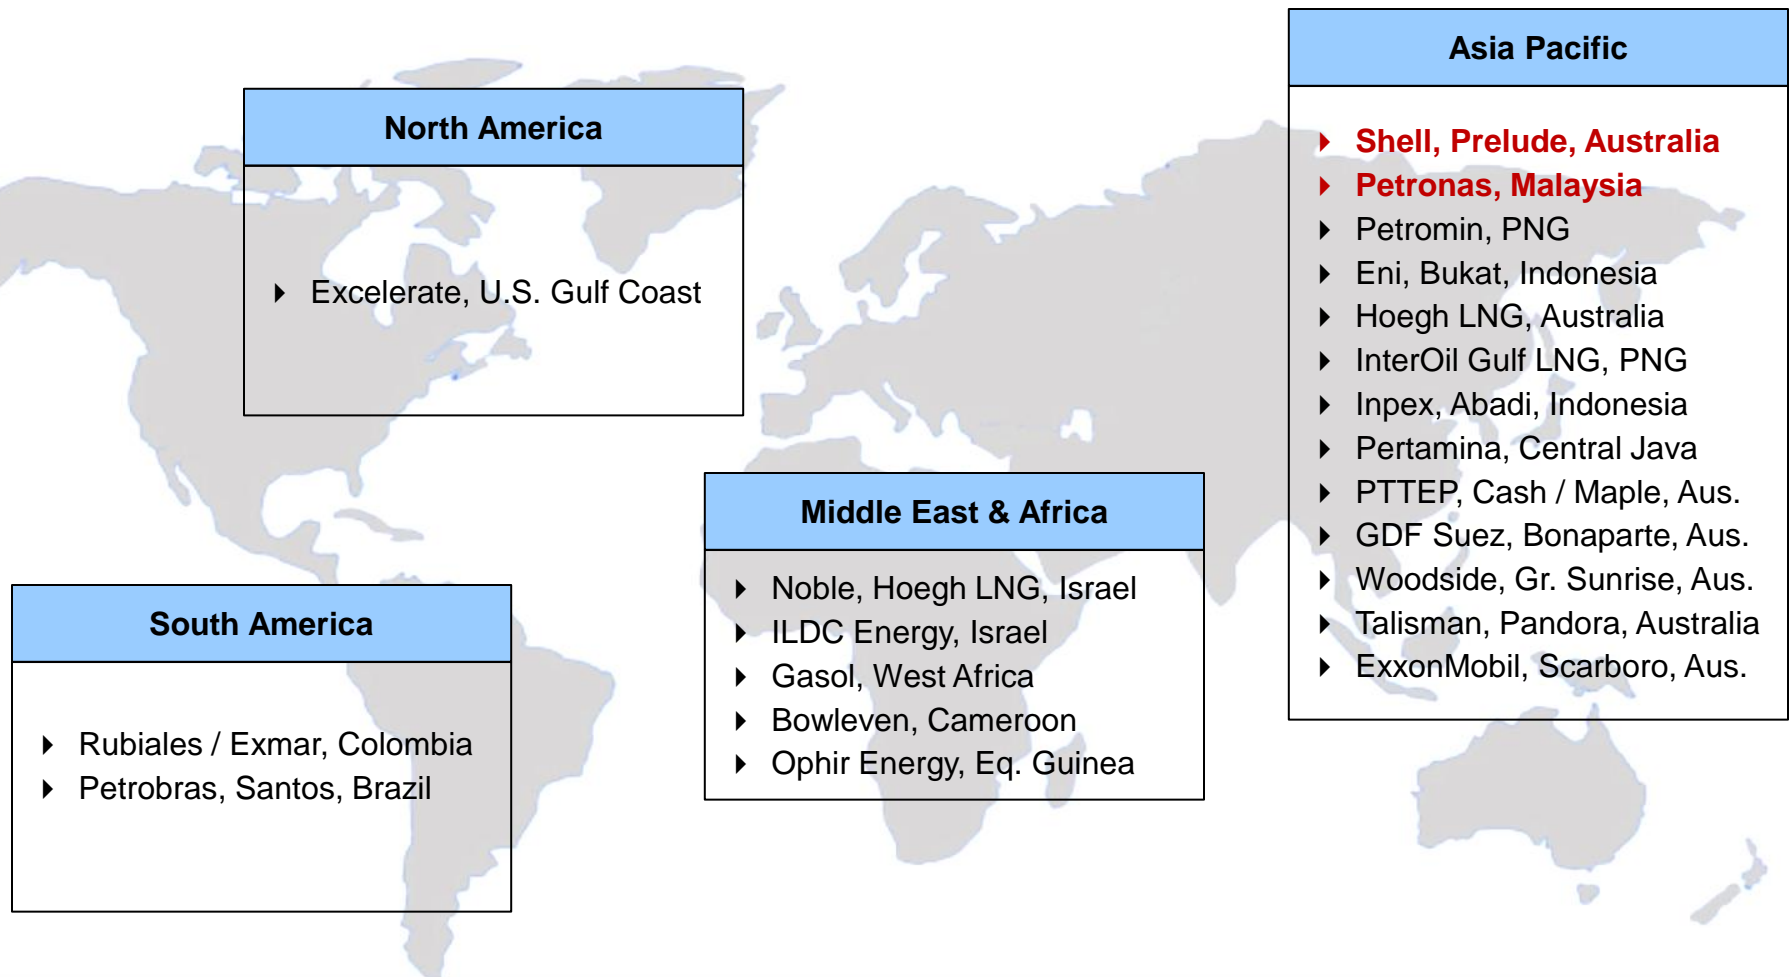 North America
Excelerate, U.S. Gulf Coast
South America
Rubiales / Exmar, Colombia
Petrobras, Santos, Brazil
Middle East & Africa
Noble, Hoegh LNG, Israel
ILDC Energy, Israel
Gasol, West Africa
Bowleven, Cameroon
Ophir Energy, Eq. Guinea
Asia Pacific
Shell, Prelude, Australia
Petronas, Malaysia
Petromin, PNG
Eni, Bukat, Indonesia
Hoegh LNG, Australia
InterOil Gulf LNG, PNG
Inpex, Abadi, Indonesia
Pertamina, Central Java
PTTEP, Cash / Maple, Aus.
GDF Suez, Bonaparte, Aus.
Woodside, Gr. Sunrise, Aus.
Talisman, Pandora, Australia
ExxonMobil, Scarboro, Aus.